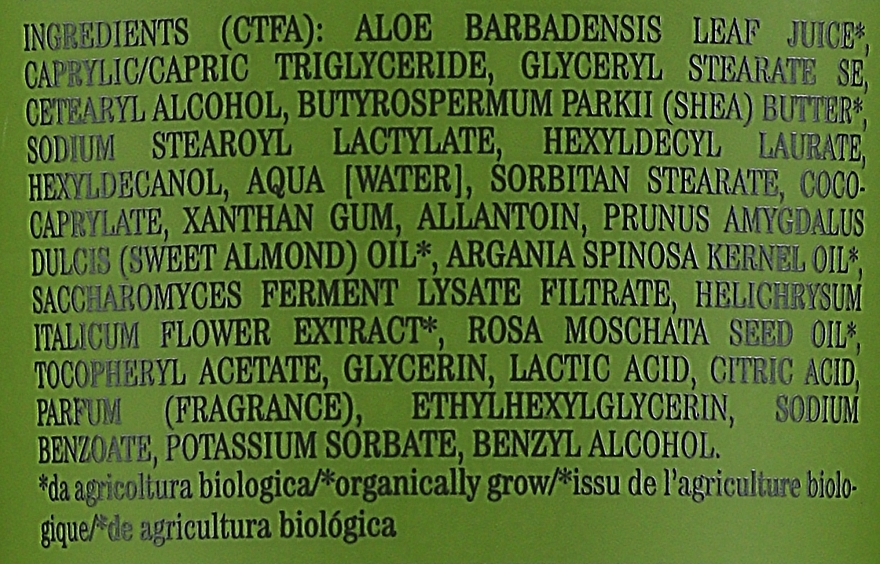 INGREDIENTS (CTFA): ALOE BARBADENSIS LEAF JUICE*,
CAPRYLIC/CAPRIC TRIGLYCERIDE, GLYCERYL STEARATE SE,
CETEARYL ALCOHOL, BUTYROSPERMUM PARKII (SHEA) BUTTER*,
SODIUM STEAROYL LACTYLATE, HEXYLDECYL LAURATE,
HEXYLDECANOL, AQUA [WATER], SORBITAN STEARATE, COCO-
CAPRYLATE, XANTHAN GUM, ALLANTOIN, PRUNUS AMYGDALUS
DULCIS (SWEET ALMOND) OIL*, ARGANIA SPINOSA KERNEL OIL*,
SACCHAROMYCES FERMENT LYSATE FILTRATE, HELICHRYSUM
ITALICUM FLOWER EXTRACT*, ROSA MOSCHATA SEED OIL*,
TOCOPHERYL ACETATE, GLYCERIN, LACTIC ACID, CITRIC ACID,
PARFUM (FRAGRANCE), ETHYLHEXYLGLYCERIN, SODIUM
BENZOATE, POTASSIUM SORBATE, BENZYL ALCOHOL.
*da agricoltura biologica/*organically grow/*issu de l'agriculture biolo-
gique/*de agricultura biológica